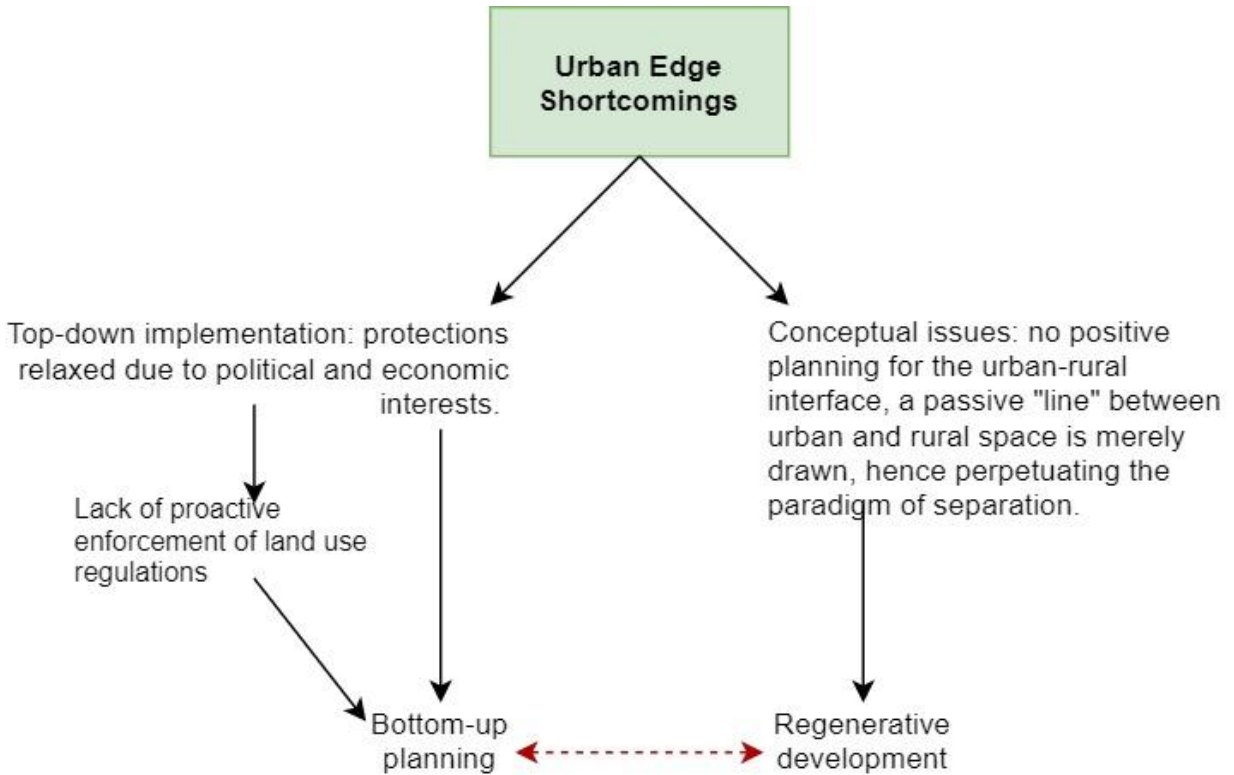 Urban Edge
Shortcomings
Top-down implementation: protections
relaxed due to political and economic
interests.
Conceptual issues: no positive
planning for the urban-rural
interface, a passive "line" between
urban and rural space is merely
drawn, hence perpetuating the
paradigm of separation.
Lack of proactive
enforcement of land use
regulations
Bottom-up
planning
Regenerative
development